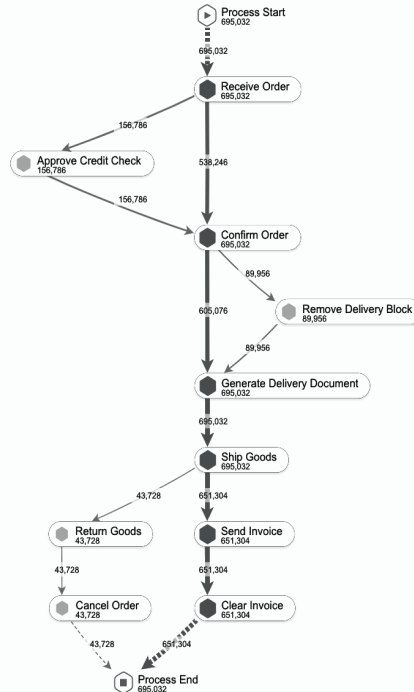 Process Start
695,032
695,032
Receive Order
695,032
156,786
538,246
Approve Credit Check
156,786
156,786
Confirm Order
695,032
89,956
605,076
Remove Delivery Block
89,956
89,956
Generate Delivery Document
695,032
695,032
Ship Goods
695,032
43,728
651,304
Return Goods
43,728
Send Invoice
651,304
43,728
651,304
Cancel Order
43,728
Clear Invoice
651,304
43,728
651,304
Process End
695,032